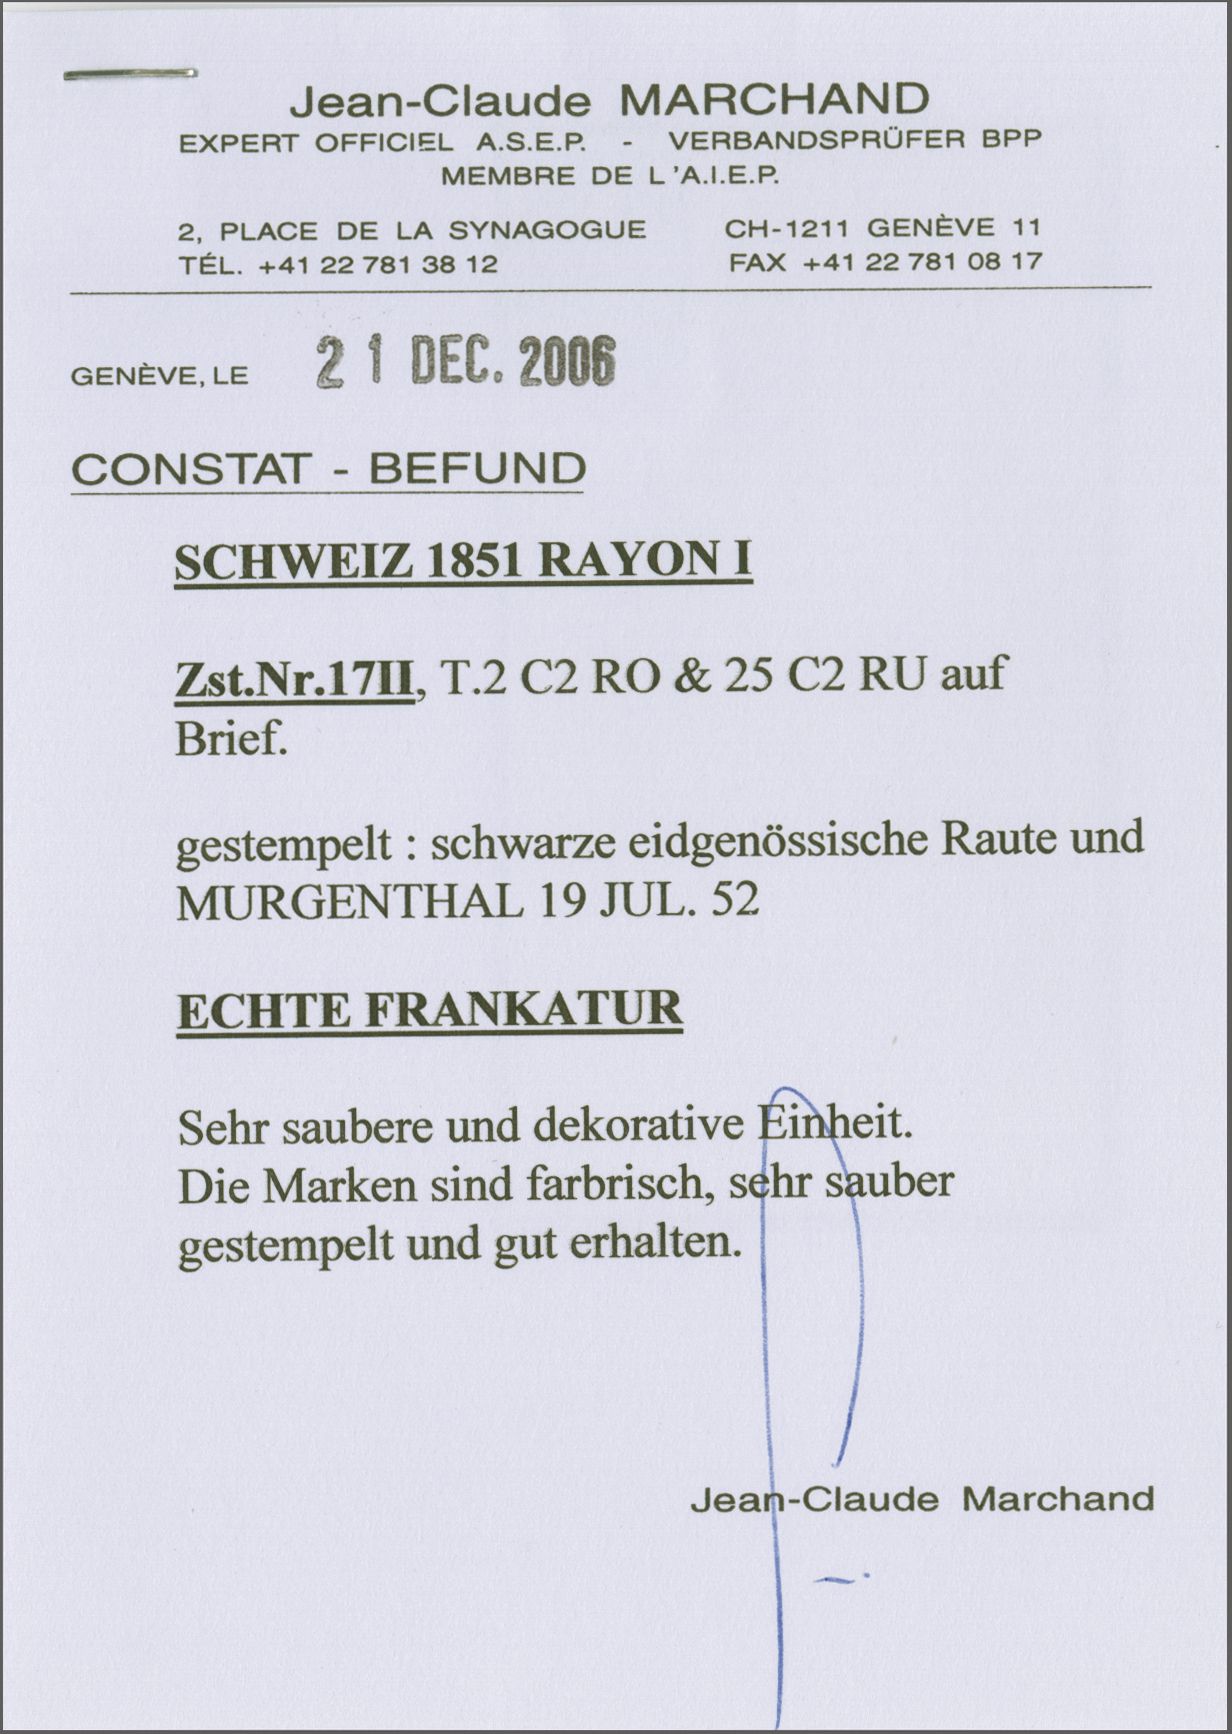 Jean-Claude MARCHAND
EXPERT OFFICIEL A.S.E.P. - VERBANDSPRÜFER BPP
MEMBRE DE L'A.I.E.P.
2, PLACE DE LA SYNAGOGUE CH-1211 GENÈVE 11
TÉL. +41 22 781 38 12 FAX +41 22 781 08 17
GENÈVE, LE 21 DEC. 2006
CONSTAT - BEFUND
SCHWEIZ 1851 RAYON I
Zst.Nr.17II, T.2 C2 RO & 25 C2 RU auf
Brief.
gestempelt : schwarze eidgenössische Raute und
MURGENTHAL 19 JUL. 52
ECHTE FRANKATUR
Sehr saubere und dekorative Einheit.
Die Marken sind farbrisch, sehr sauber
gestempelt und gut erhalten.
Jean-Claude Marchand